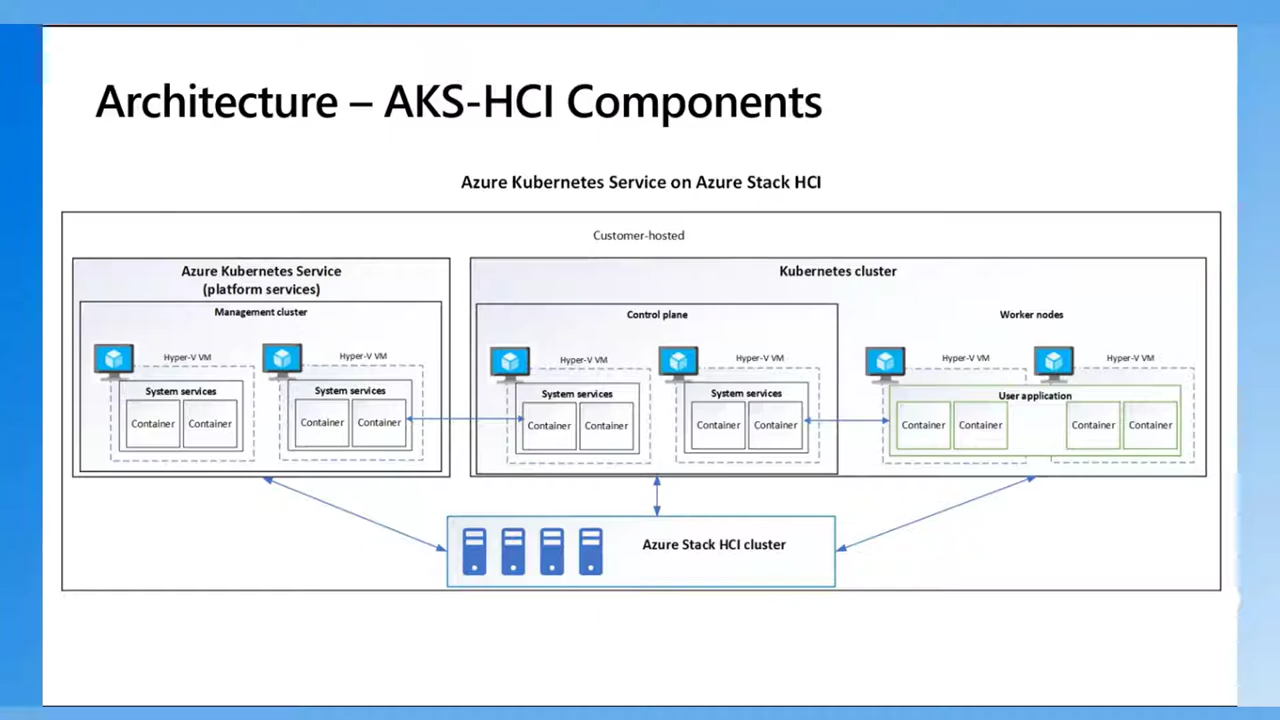 Architecture – AKS-HCI Components
Azure Kubernetes Service on Azure Stack HCI
Customer-hosted
Azure Kubernetes Service
(platform services)
Management cluster
Hyper-V VM
System services
Container
Container
Hyper-V VM
System services
Container
Container
Kubernetes cluster
Control plane
Hyper-V VM
System services
Container
Container
Hyper-V VM
System services
Container
Container
Worker nodes
Hyper-V VM
Hyper-V VM
User application
Container
Container
Container
Container
Azure Stack HCI cluster